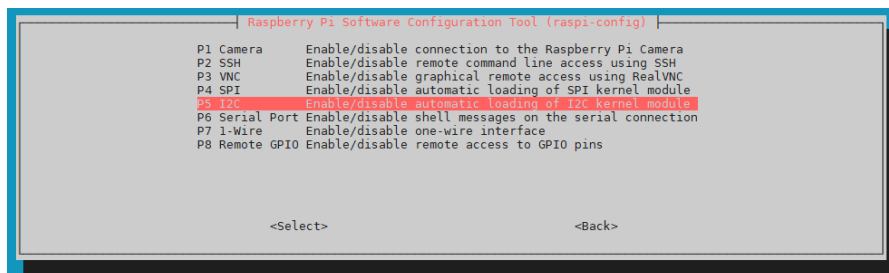 Raspberry Pi Software Configuration Tool (raspi-config)
P1 Camera Enable/disable connection to the Raspberry Pi Camera
P2 SSH Enable/disable remote command line access using SSH
P3 VNC Enable/disable graphical remote access using RealVNC
P4 SPI Enable/disable automatic loading of SPI kernel module
P5 I2C Enable/disable automatic loading of I2C kernel module
P6 Serial Port Enable/disable shell messages on the serial connection
P7 1-Wire Enable/disable one-wire interface
P8 Remote GPIO Enable/disable remote access to GPIO pins
<Select> <Back>